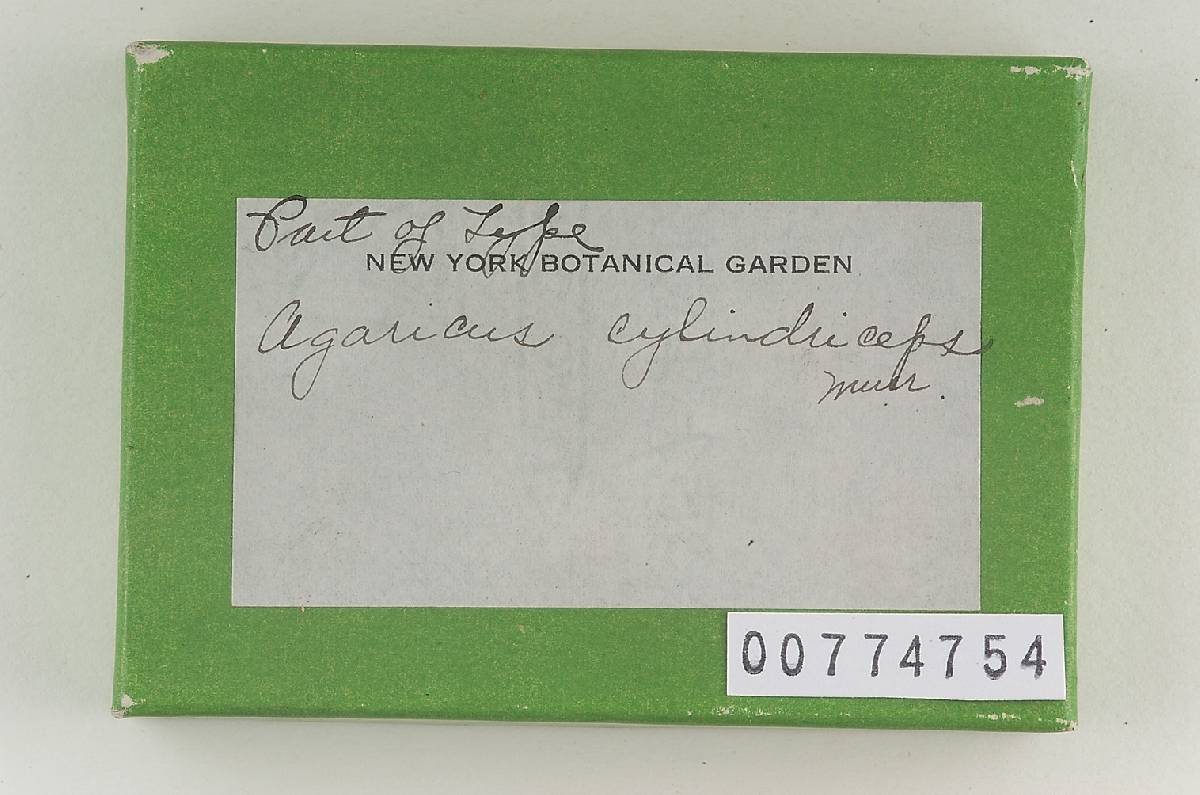 Part of Type
NEW YORK BOTANICAL GARDEN
Agaricus cylindriceps
Murr.
00774754